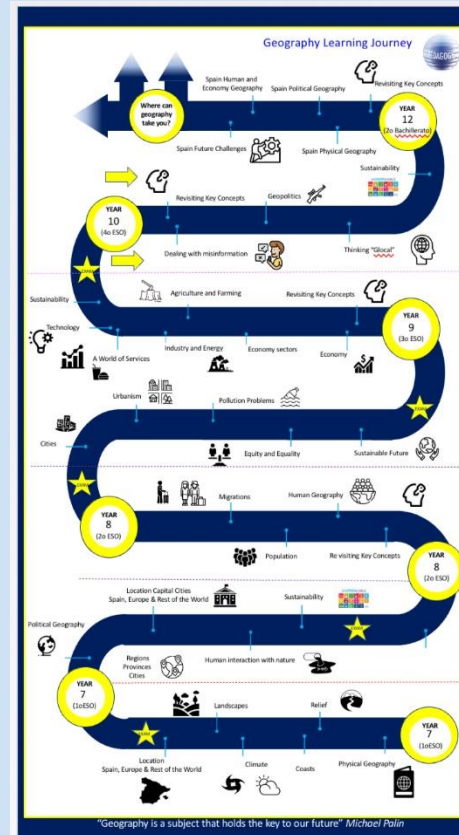 Geography Learning Journey
PEDAGOGY
Where can
geography
take you?
Spain Human and
Economy Geography
Spain Political Geography
Revisiting Key Concepts
YEAR
12
(2o Bachillerato)
Spain Future Challenges
Spain Physical Geography
Sustainability
Revisiting Key Concepts
Geopolitics
YEAR
10
(4o ESO)
Dealing with misinformation
Thinking "Glocal"
Sustainability
Agriculture and Farming
Revisiting Key Concepts
YEAR
9
(3o ESO)
Technology
A World of Services
Industry and Energy
Economy sectors
Economy
Urbanism
Pollution Problems
Cities
Equity and Equality
Sustainable Future
YEAR
8
(2o ESO)
Migrations
Human Geography
Population
Re visiting Key Concepts
YEAR
8
(2o ESO)
Location Capital Cities
Spain, Europe & Rest of the World
Sustainability
Political Geography
Regions
Provinces
Cities
Human interaction with nature
YEAR
7
(1oESO)
Landscapes
Relief
YEAR
7
(1oESO)
Location
Spain, Europe & Rest of the World
Climate
Coasts
Physical Geography
"Geography is a subject that holds the key to our future" Michael Palin